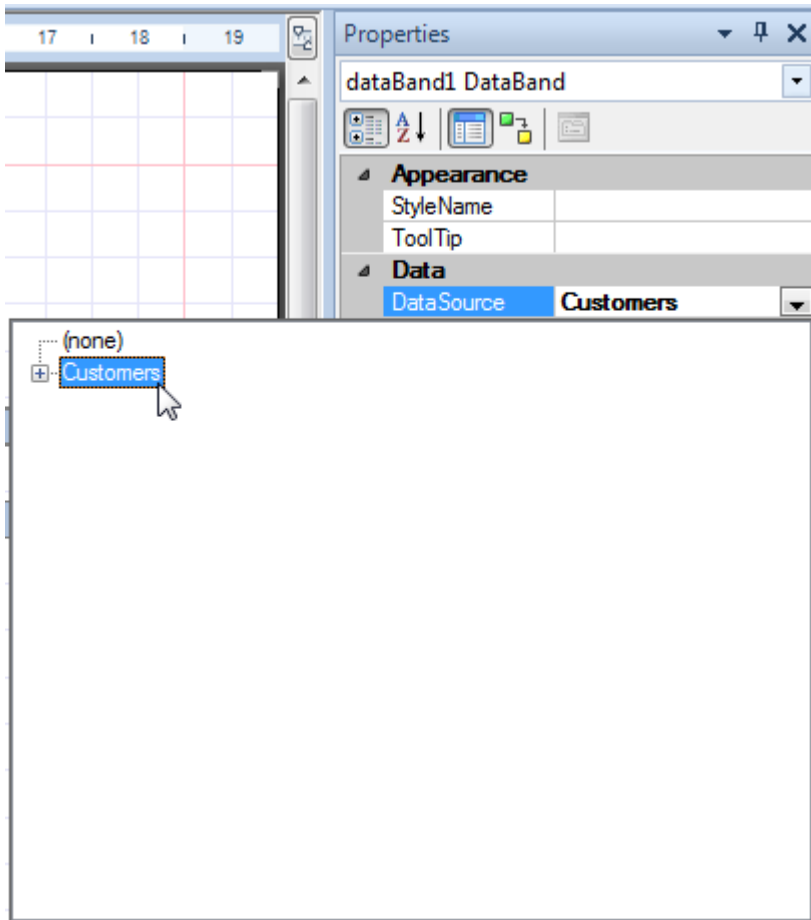 17 18 19
Properties
dataBand1 DataBand
A
Z
Appearance
StyleName
ToolTip
Data
DataSource Customers
(none)
Customers